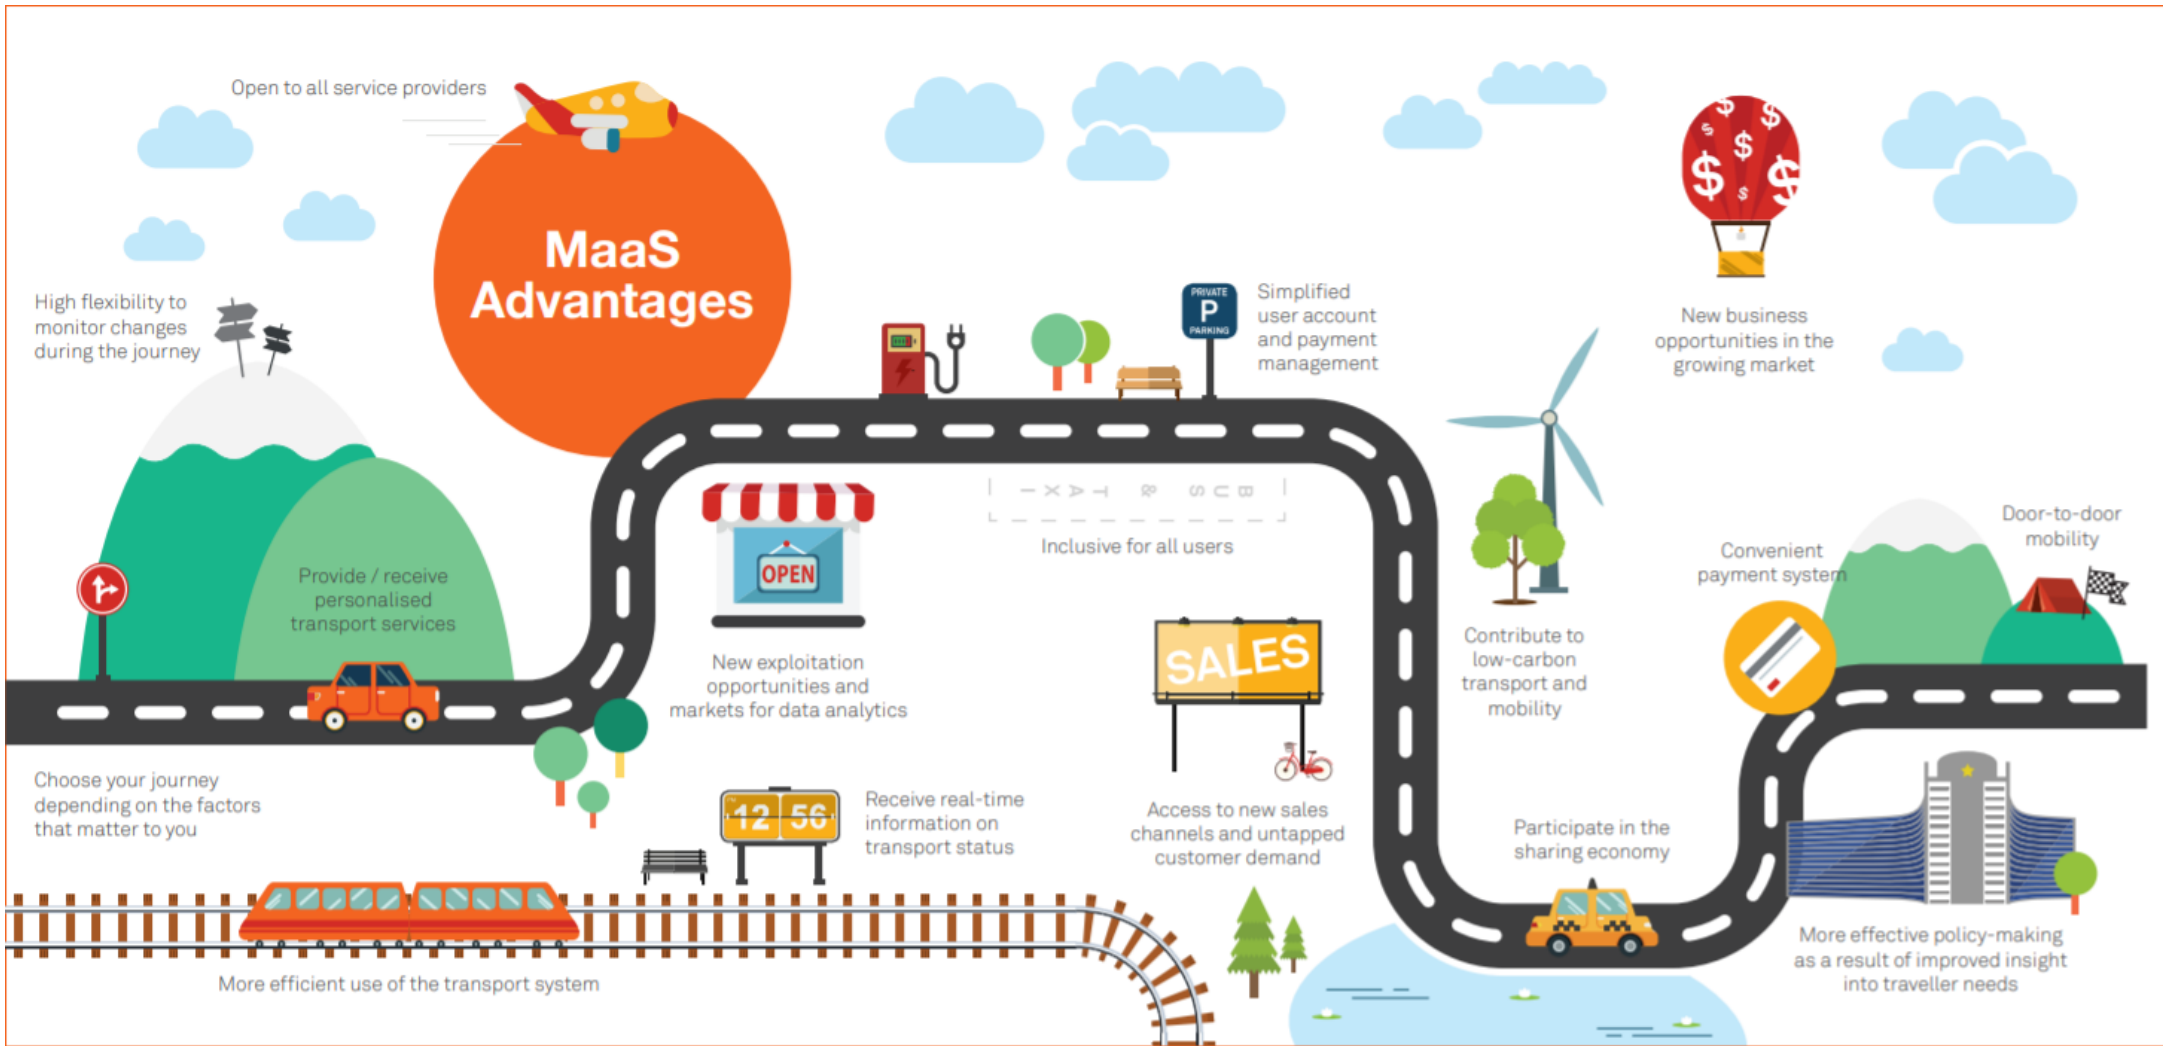 Open to all service providers
MaaS
Advantages
High flexibility to
monitor changes
during the journey
PRIVATE
P
PARKING
Simplified
user account
and payment
management
$ $ $ $ $ $ $
New business
opportunities in the
growing market
BUS & TAXI
Inclusive for all users
OPEN
New exploitation
opportunities and
markets for data analytics
Provide / receive
personalised
transport services
Choose your journey
depending on the factors
that matter to you
SALES
Access to new sales
channels and untapped
customer demand
Contribute to
low-carbon
transport and
mobility
Convenient
payment system
Door-to-door
mobility
12 56
Receive real-time
information on
transport status
Participate in the
sharing economy
More effective policy-making
as a result of improved insight
into traveller needs
More efficient use of the transport system